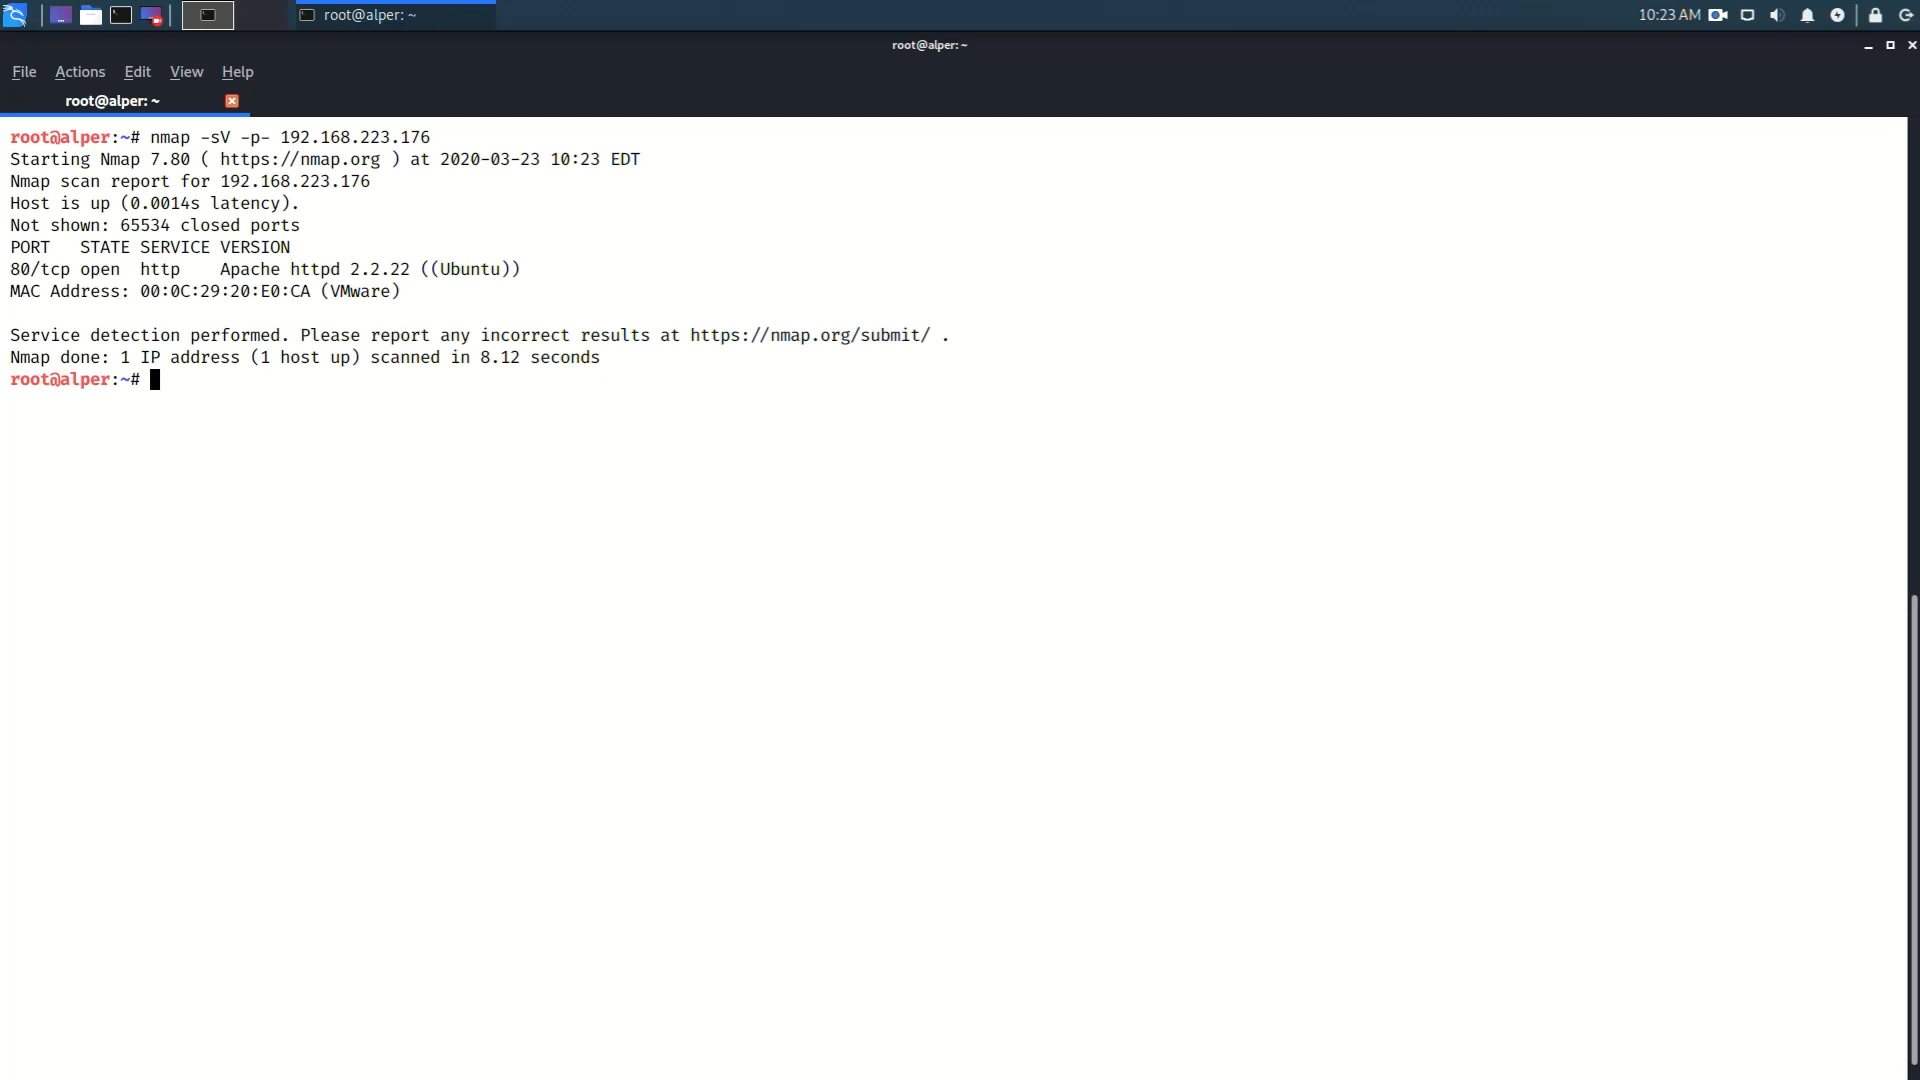 root@alper: ~
10:23 AM
root@alper: ~
File Actions Edit View Help
root@alper: ~
root@alper:~# nmap -sV -p- 192.168.223.176
Starting Nmap 7.80 ( https://nmap.org ) at 2020-03-23 10:23 EDT
Nmap scan report for 192.168.223.176
Host is up (0.0014s latency).
Not shown: 65534 closed ports
PORT   STATE SERVICE VERSION
80/tcp open  http    Apache httpd 2.2.22 ((Ubuntu))
MAC Address: 00:0C:29:20:E0:CA (VMware)
Service detection performed. Please report any incorrect results at https://nmap.org/submit/ .
Nmap done: 1 IP address (1 host up) scanned in 8.12 seconds
root@alper:~#